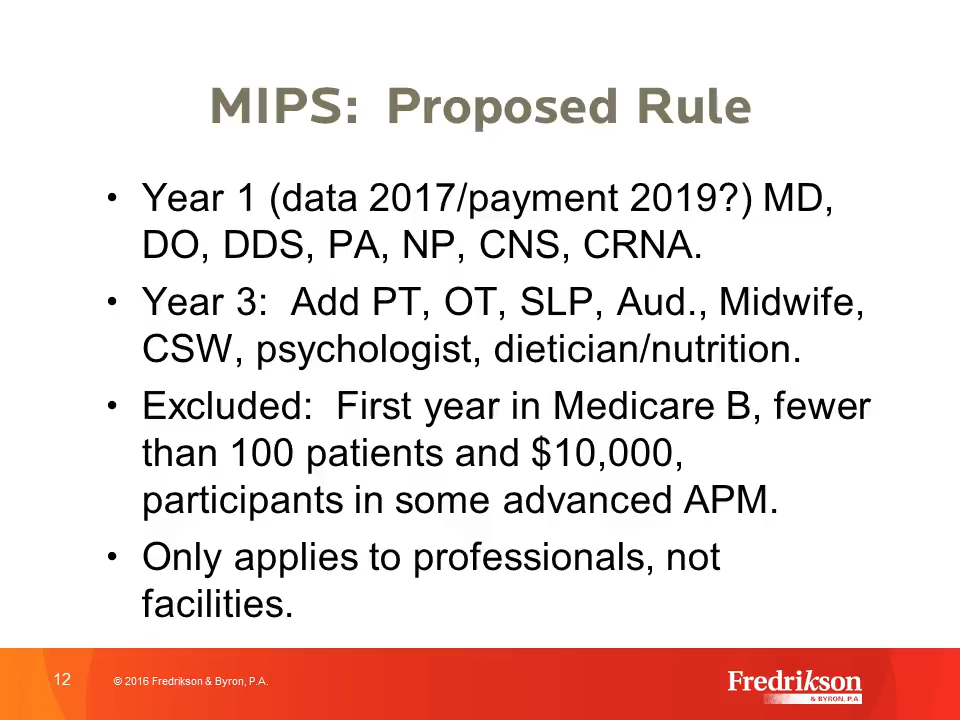 MIPS:  Proposed Rule
• Year 1 (data 2017/payment 2019?) MD,
DO, DDS, PA, NP, CNS, CRNA.
• Year 3:  Add PT, OT, SLP, Aud., Midwife,
CSW, psychologist, dietician/nutrition.
• Excluded:  First year in Medicare B, fewer
than 100 patients and $10,000,
participants in some advanced APM.
• Only applies to professionals, not
facilities.
12
© 2016 Fredrikson & Byron, P.A.
Fredrikson
& BYRON, P.A.